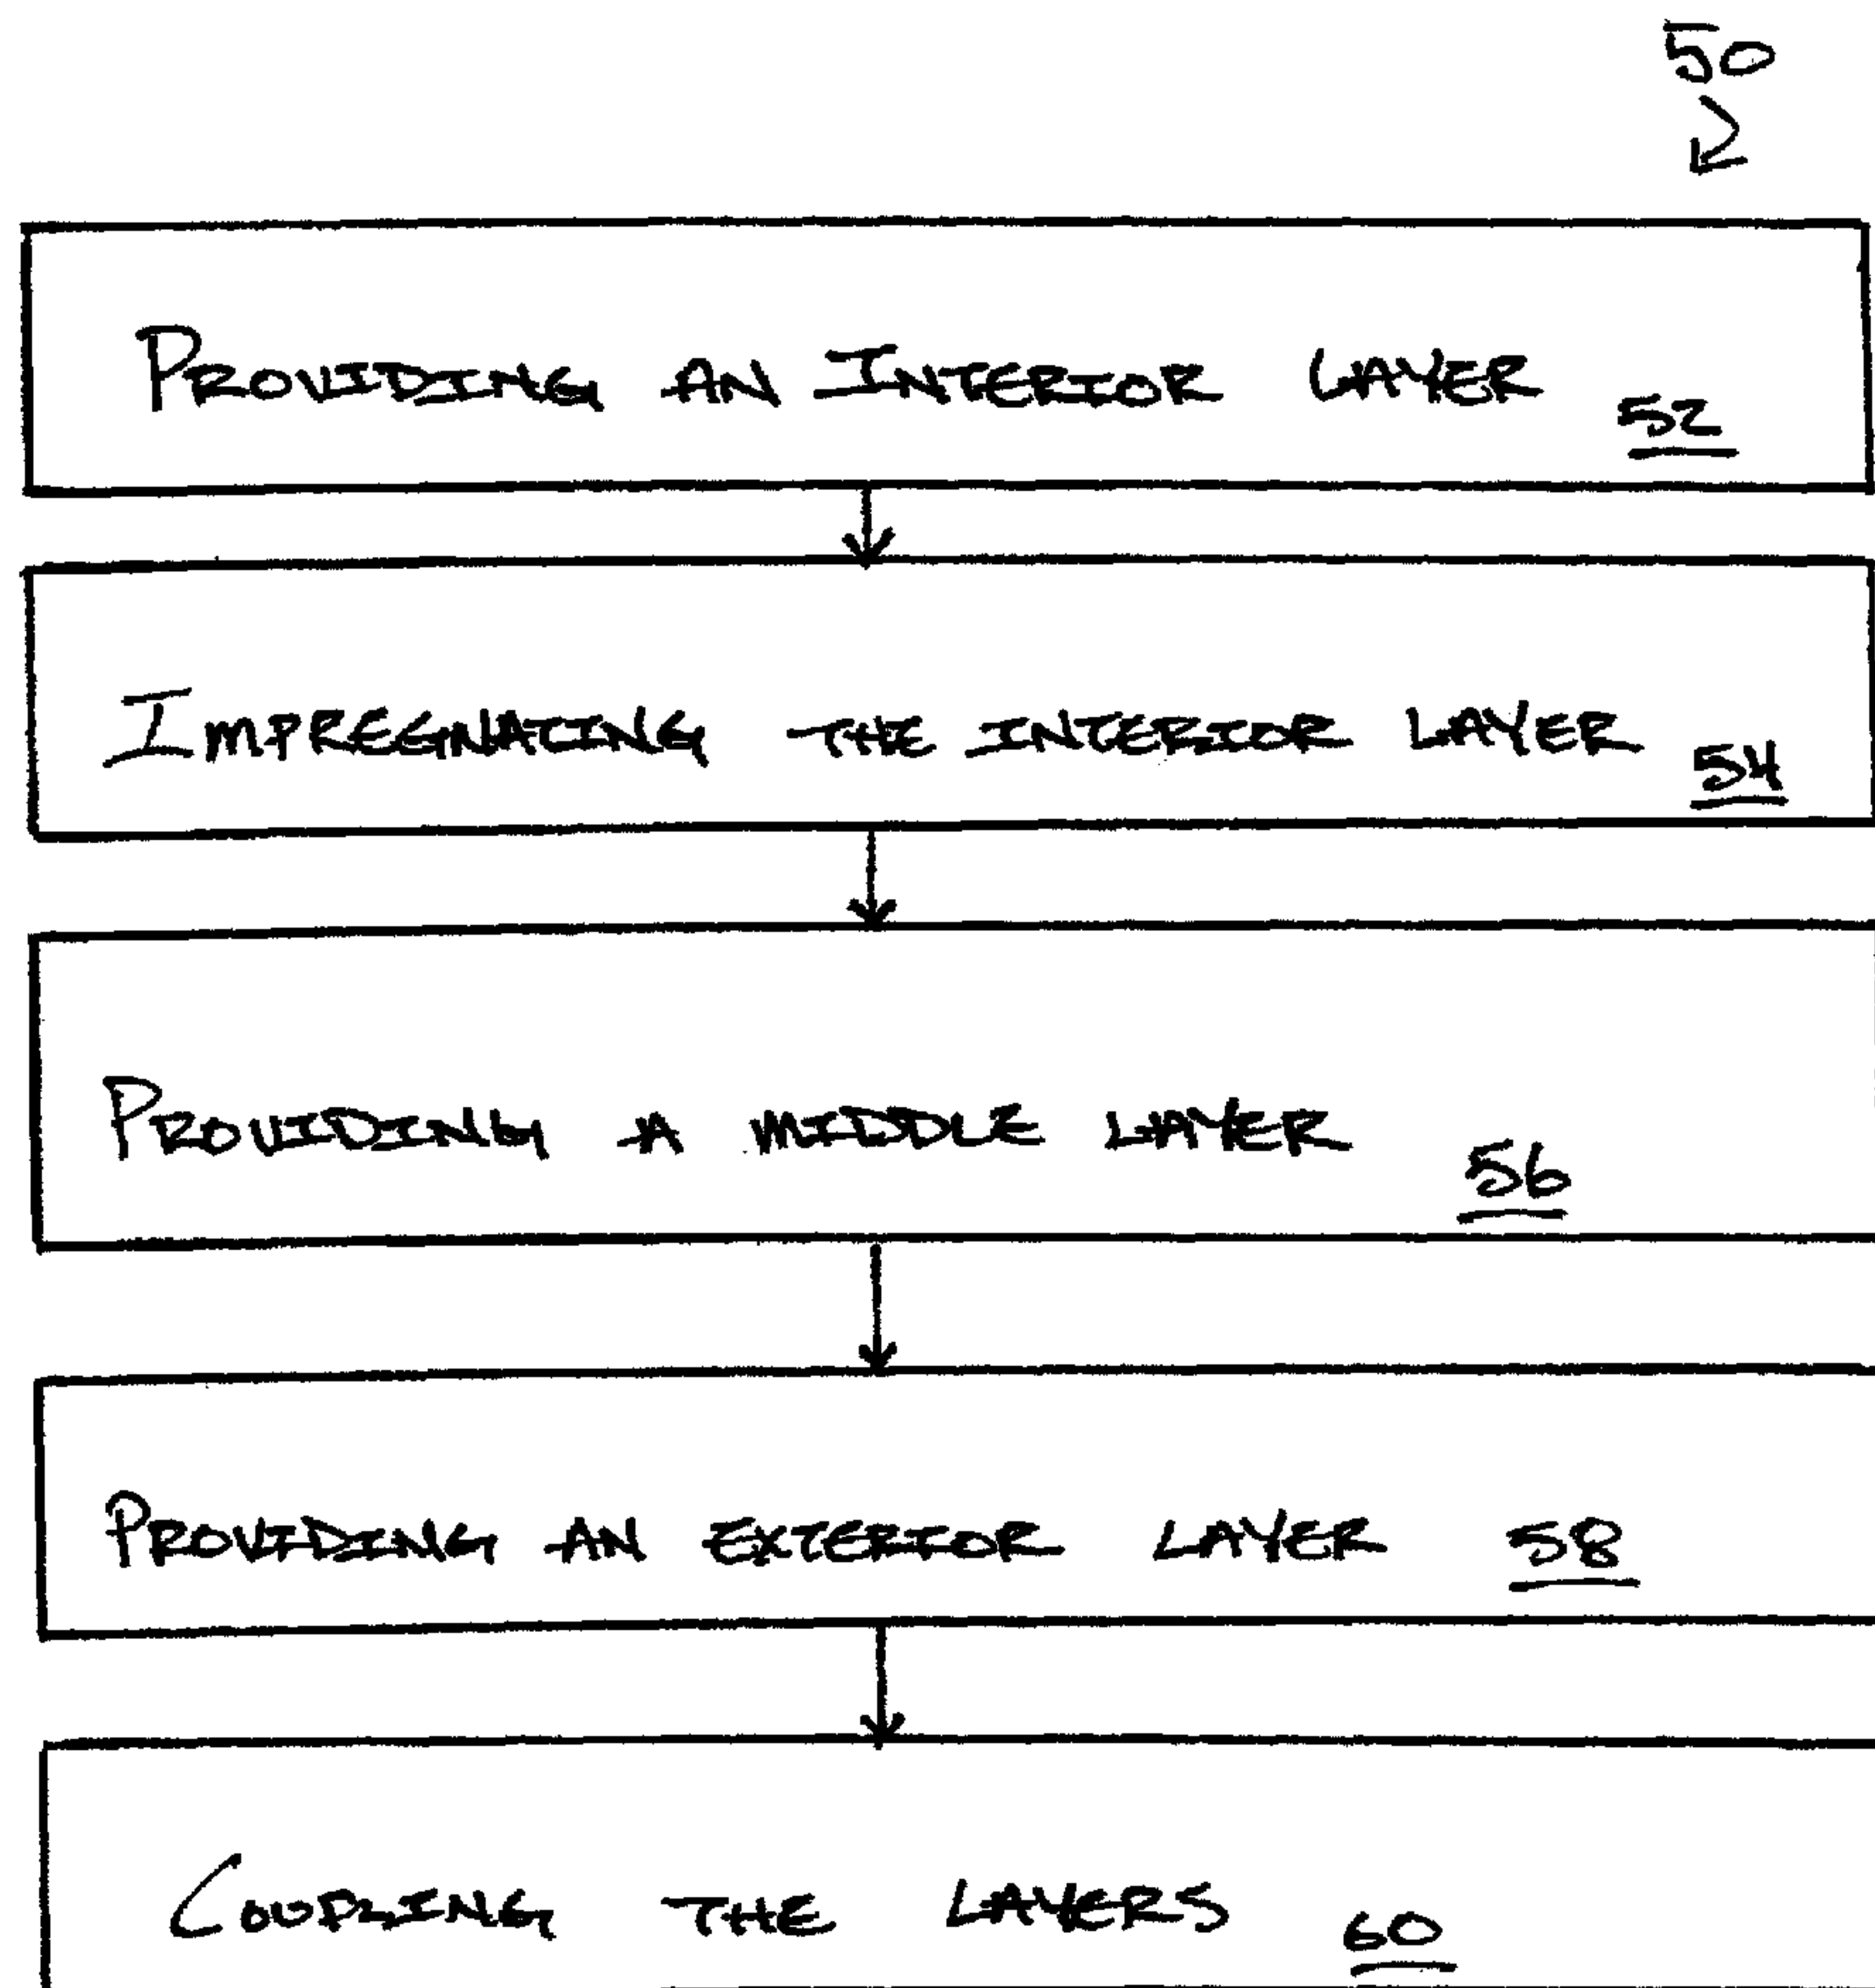 50
PROVIDING AN INTERIOR LAYER 52
IMPREGNATING THE INTERIOR LAYER 54
PROVIDING A MIDDLE LAYER 56
PROVIDING AN EXTERIOR LAYER 58
COUPLING THE LAYERS 60